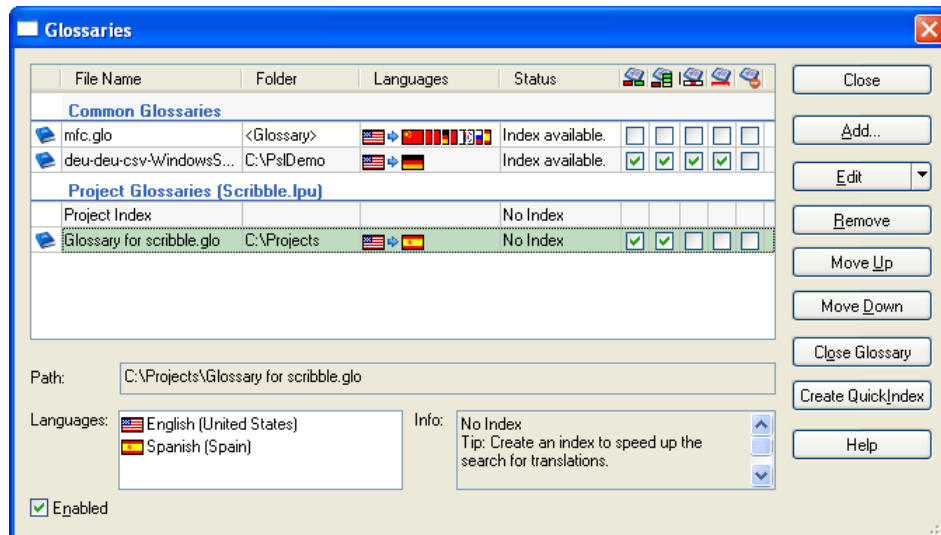 Glossaries
File Name Folder Languages Status
Close
Common Glossaries
mfc.glo <Glossary> Index available.
Add...
deu-deu-csv-WindowsS... C:\PslDemo Index available.
Edit
Project Glossaries (Scribble.lpu)
Project Index No Index
Remove
Glossary for scribble.glo C:\Projects No Index
Move Up
Move Down
Close Glossary
Path: C:\Projects\Glossary for scribble.glo
Create QuickIndex
Languages: English (United States)
Spanish (Spain)
Info: No Index
Tip: Create an index to speed up the
search for translations.
Help
Enabled